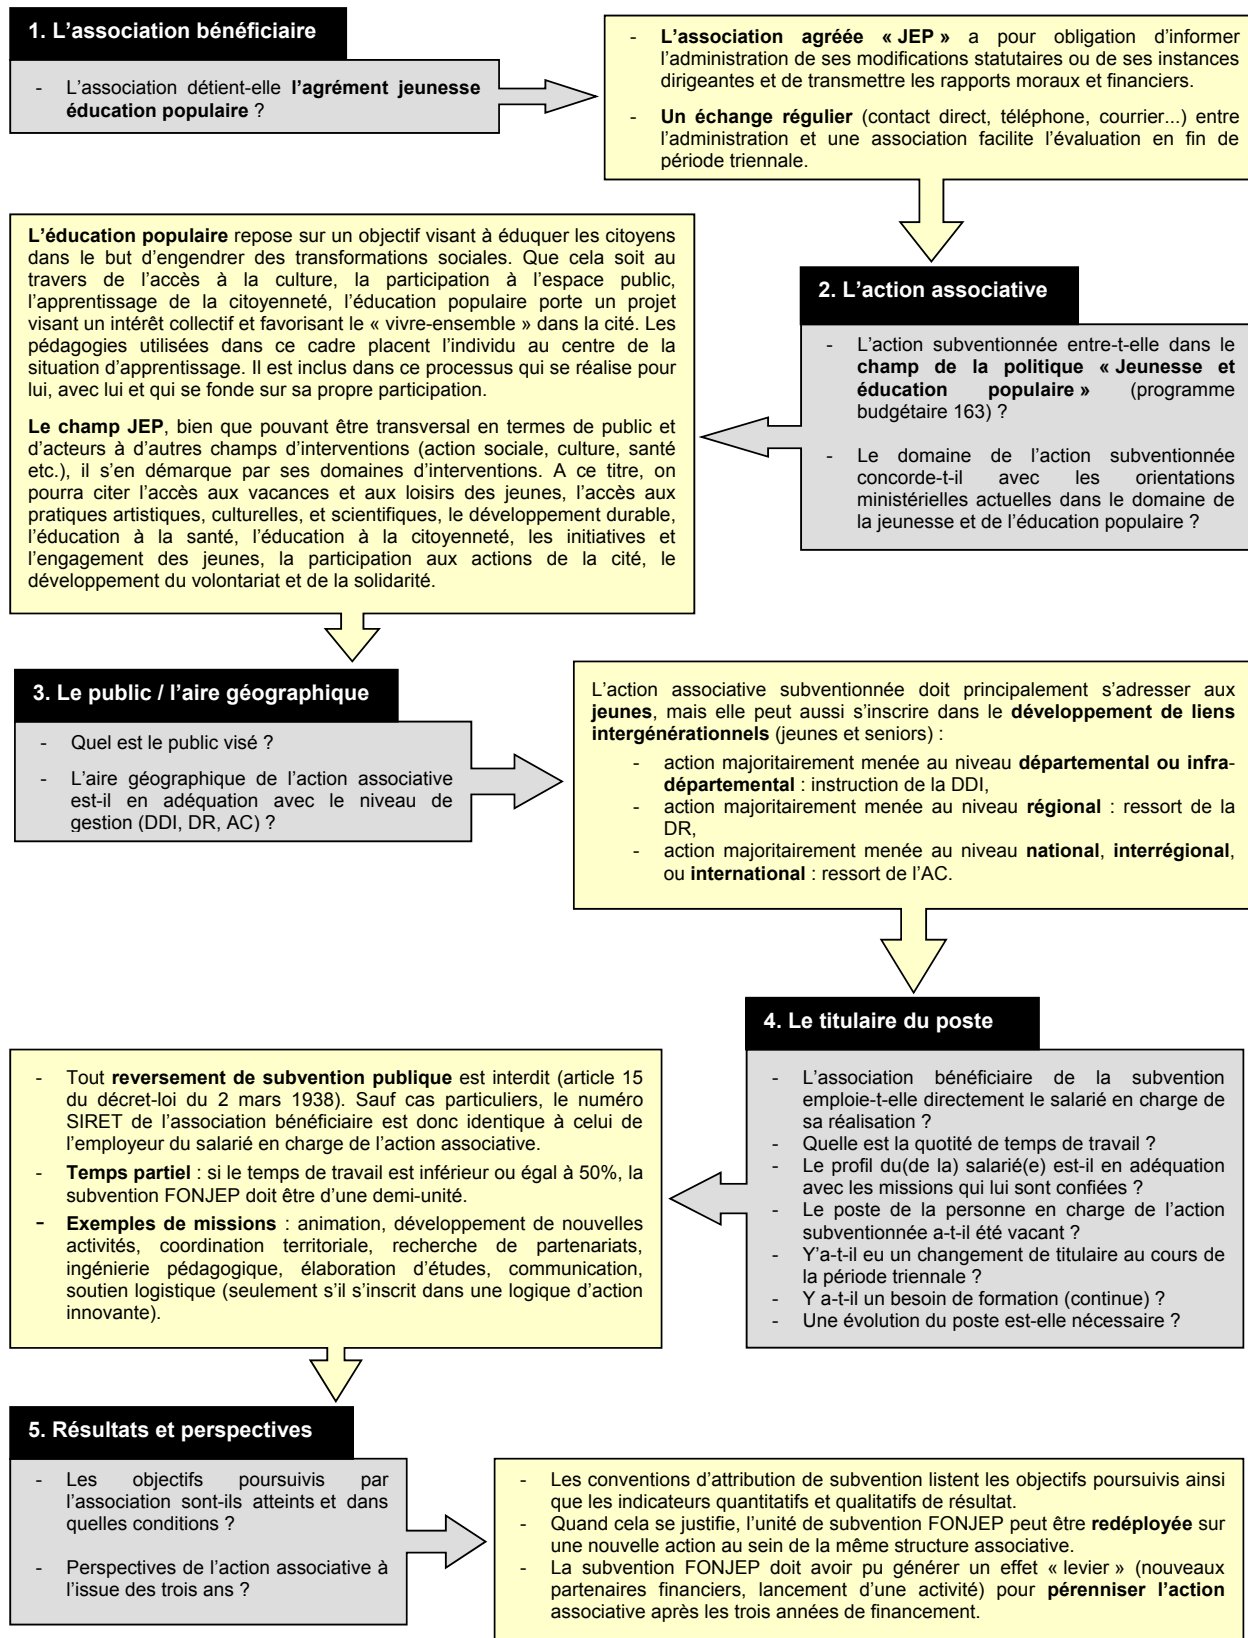 1. L'association bénéficiaire
- L'association détient-elle l'agrément jeunesse
éducation populaire ?
- L'association agréée « JEP » a pour obligation d'informer
l'administration de ses modifications statutaires ou de ses instances
dirigeantes et de transmettre les rapports moraux et financiers.
- Un échange régulier (contact direct, téléphone, courrier...) entre
l'administration et une association facilite l'évaluation en fin de
période triennale.
2. L'action associative
- L'action subventionnée entre-t-elle dans le
champ de la politique « Jeunesse et
éducation populaire » (programme
budgétaire 163) ?
- Le domaine de l'action subventionnée
concorde-t-il avec les orientations
ministérielles actuelles dans le domaine de
la jeunesse et de l'éducation populaire ?
L'éducation populaire repose sur un objectif visant à éduquer les citoyens
dans le but d'engendrer des transformations sociales. Que cela soit au
travers de l'accès à la culture, la participation à l'espace public,
l'apprentissage de la citoyenneté, l'éducation populaire porte un projet
visant un intérêt collectif et favorisant le « vivre-ensemble » dans la cité. Les
pédagogies utilisées dans ce cadre placent l'individu au centre de la
situation d'apprentissage. Il est inclus dans ce processus qui se réalise pour
lui, avec lui et qui se fonde sur sa propre participation.
Le champ JEP, bien que pouvant être transversal en termes de public et
d'acteurs à d'autres champs d'interventions (action sociale, culture, santé
etc.), il s'en démarque par ses domaines d'interventions. A ce titre, on
pourra citer l'accès aux vacances et aux loisirs des jeunes, l'accès aux
pratiques artistiques, culturelles, et scientifiques, le développement durable,
l'éducation à la santé, l'éducation à la citoyenneté, les initiatives et
l'engagement des jeunes, la participation aux actions de la cité, le
développement du volontariat et de la solidarité.
3. Le public / l'aire géographique
- Quel est le public visé ?
- L'aire géographique de l'action associative
est-il en adéquation avec le niveau de
gestion (DDI, DR, AC) ?
L'action associative subventionnée doit principalement s'adresser aux
jeunes, mais elle peut aussi s'inscrire dans le développement de liens
intergénérationnels (jeunes et seniors) :
- action majoritairement menée au niveau départemental ou infra-
départemental : instruction de la DDI,
- action majoritairement menée au niveau régional : ressort de la
DR,
- action majoritairement menée au niveau national, interrégional,
ou international : ressort de l'AC.
4. Le titulaire du poste
- L'association bénéficiaire de la subvention
emploie-t-elle directement le salarié en charge de
sa réalisation ?
- Quelle est la quotité de temps de travail ?
- Le profil du(de la) salarié(e) est-il en adéquation
avec les missions qui lui sont confiées ?
- Le poste de la personne en charge de l'action
subventionnée a-t-il été vacant ?
- Y'a-t-il eu un changement de titulaire au cours de
la période triennale ?
- Y a-t-il un besoin de formation (continue) ?
- Une évolution du poste est-elle nécessaire ?
- Tout reversement de subvention publique est interdit (article 15
du décret-loi du 2 mars 1938). Sauf cas particuliers, le numéro
SIRET de l'association bénéficiaire est donc identique à celui de
l'employeur du salarié en charge de l'action associative.
- Temps partiel : si le temps de travail est inférieur ou égal à 50%, la
subvention FONJEP doit être d'une demi-unité.
- Exemples de missions : animation, développement de nouvelles
activités, coordination territoriale, recherche de partenariats,
ingénierie pédagogique, élaboration d'études, communication,
soutien logistique (seulement s'il s'inscrit dans une logique d'action
innovante).
5. Résultats et perspectives
- Les objectifs poursuivis par
l'association sont-ils atteints et dans
quelles conditions ?
- Perspectives de l'action associative à
l'issue des trois ans ?
- Les conventions d'attribution de subvention listent les objectifs poursuivis ainsi
que les indicateurs quantitatifs et qualitatifs de résultat.
- Quand cela se justifie, l'unité de subvention FONJEP peut être redéployée sur
une nouvelle action au sein de la même structure associative.
- La subvention FONJEP doit avoir pu générer un effet « levier » (nouveaux
partenaires financiers, lancement d'une activité) pour pérenniser l'action
associative après les trois années de financement.